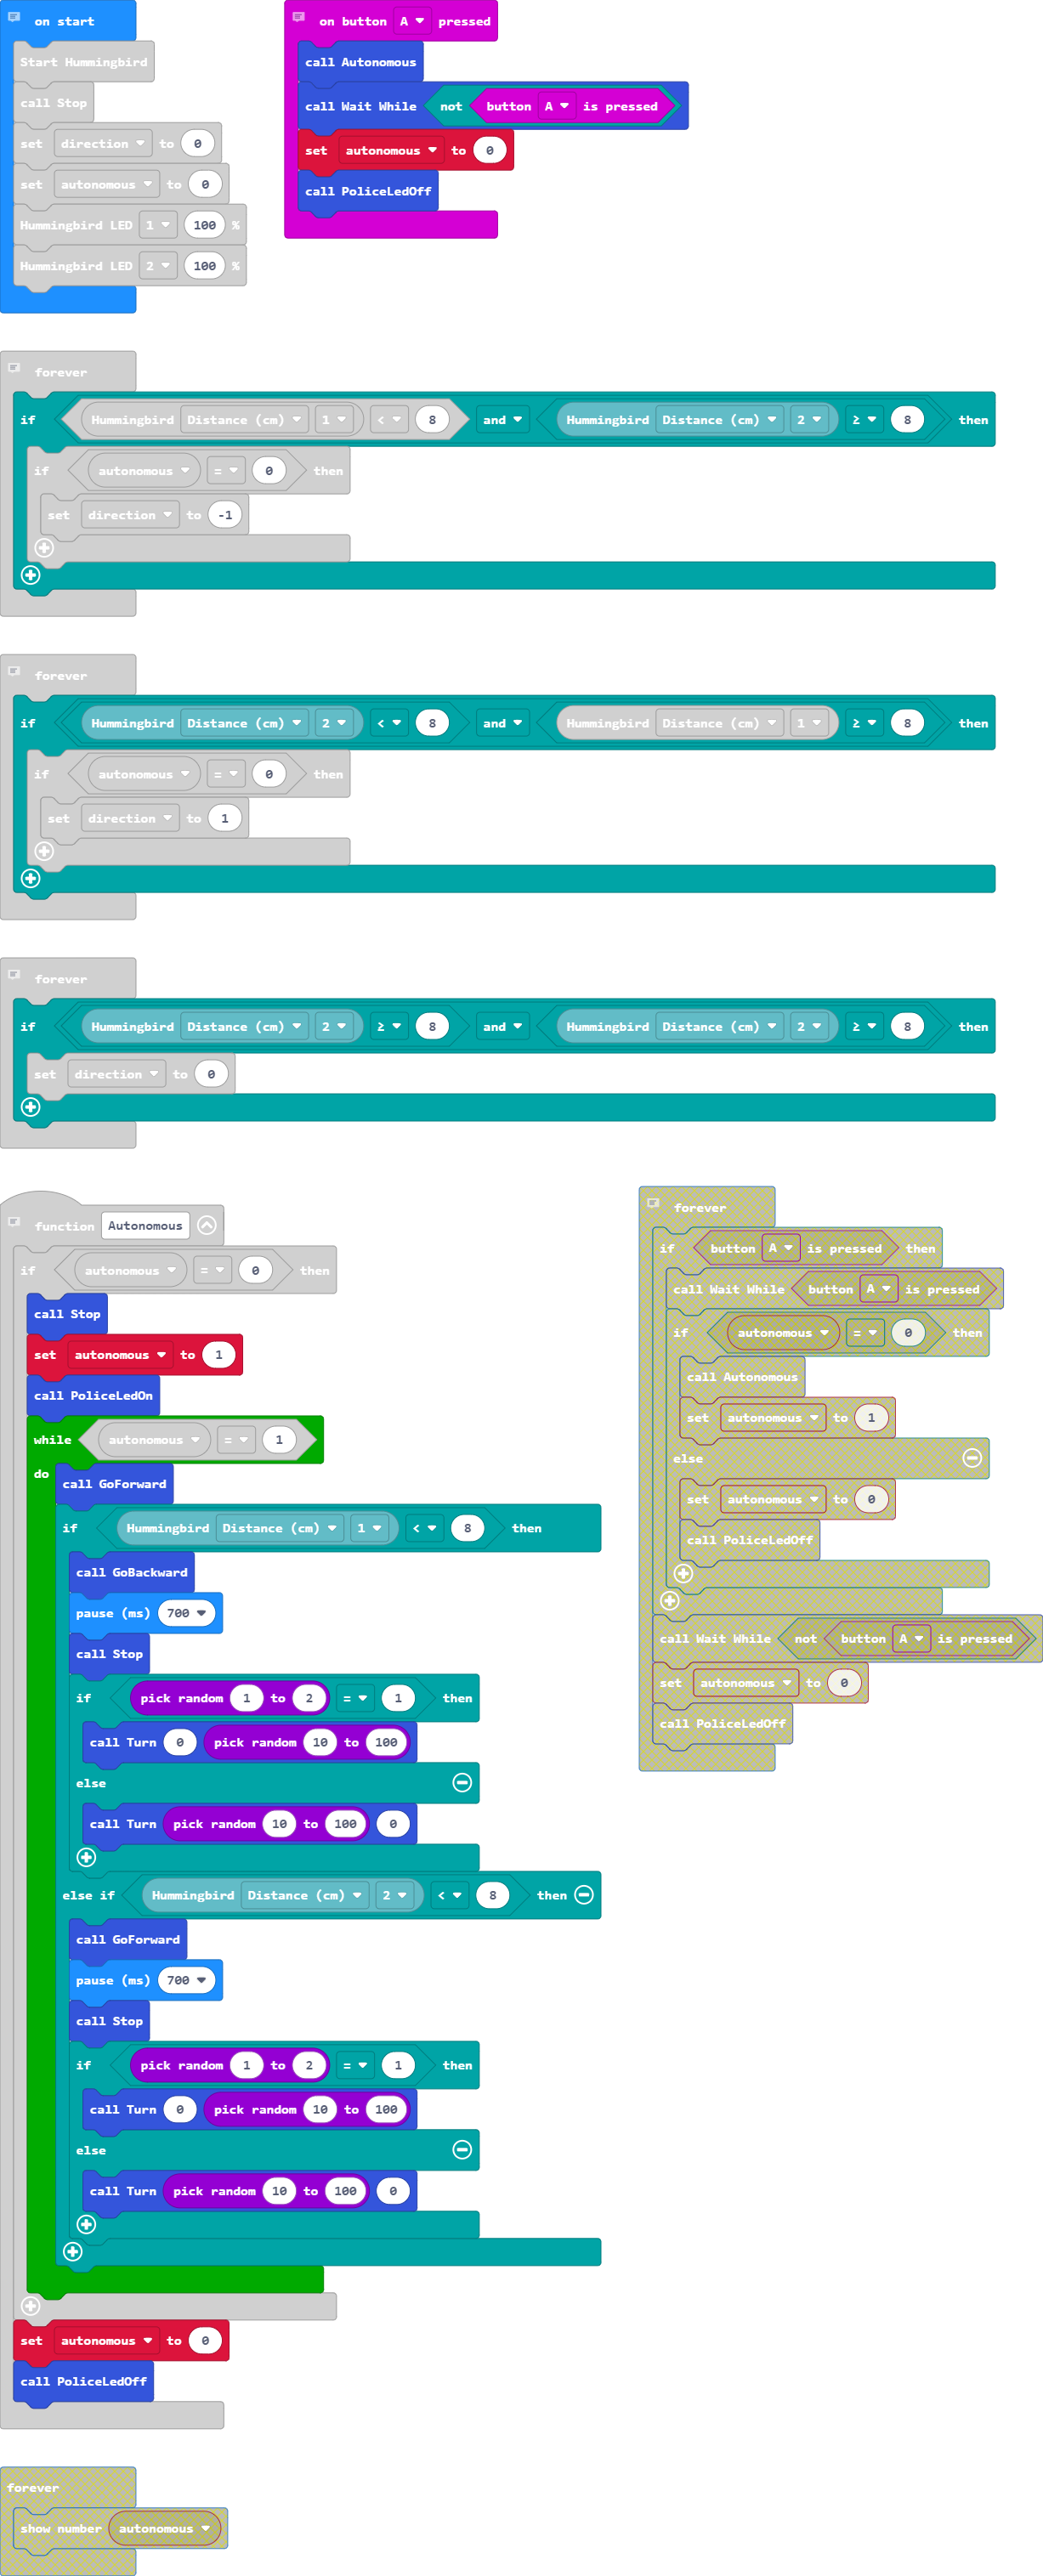 on start
Start Hummingbird
call Stop
set direction to 0
set autonomous to 0
Hummingbird LED 1 100 %
Hummingbird LED 2 100 %
on button A pressed
call Autonomous
call Wait While not button A is pressed
set autonomous to 0
call PoliceLedOff
forever
if Hummingbird Distance (cm) 1 < 8 and Hummingbird Distance (cm) 2 ≥ 8 then
if autonomous = 0 then
set direction to -1
forever
if Hummingbird Distance (cm) 2 < 8 and Hummingbird Distance (cm) 1 ≥ 8 then
if autonomous = 0 then
set direction to 1
forever
if Hummingbird Distance (cm) 2 ≥ 8 and Hummingbird Distance (cm) 2 ≥ 8 then
set direction to 0
function Autonomous
if autonomous = 0 then
call Stop
set autonomous to 1
call PoliceLedOn
while autonomous = 1
do call GoForward
if Hummingbird Distance (cm) 1 < 8 then
call GoBackward
pause (ms) 700
call Stop
if pick random 1 to 2 = 1 then
call Turn 0 pick random 10 to 100
else
call Turn pick random 10 to 100 0
else if Hummingbird Distance (cm) 2 < 8 then
call GoForward
pause (ms) 700
call Stop
if pick random 1 to 2 = 1 then
call Turn 0 pick random 10 to 100
else
call Turn pick random 10 to 100 0
set autonomous to 0
call PoliceLedOff
forever
if button A is pressed then
call Wait While button A is pressed
if autonomous = 0 then
call Autonomous
set autonomous to 1
else
set autonomous to 0
call PoliceLedOff
call Wait While not button A is pressed
set autonomous to 0
call PoliceLedOff
forever
show number autonomous